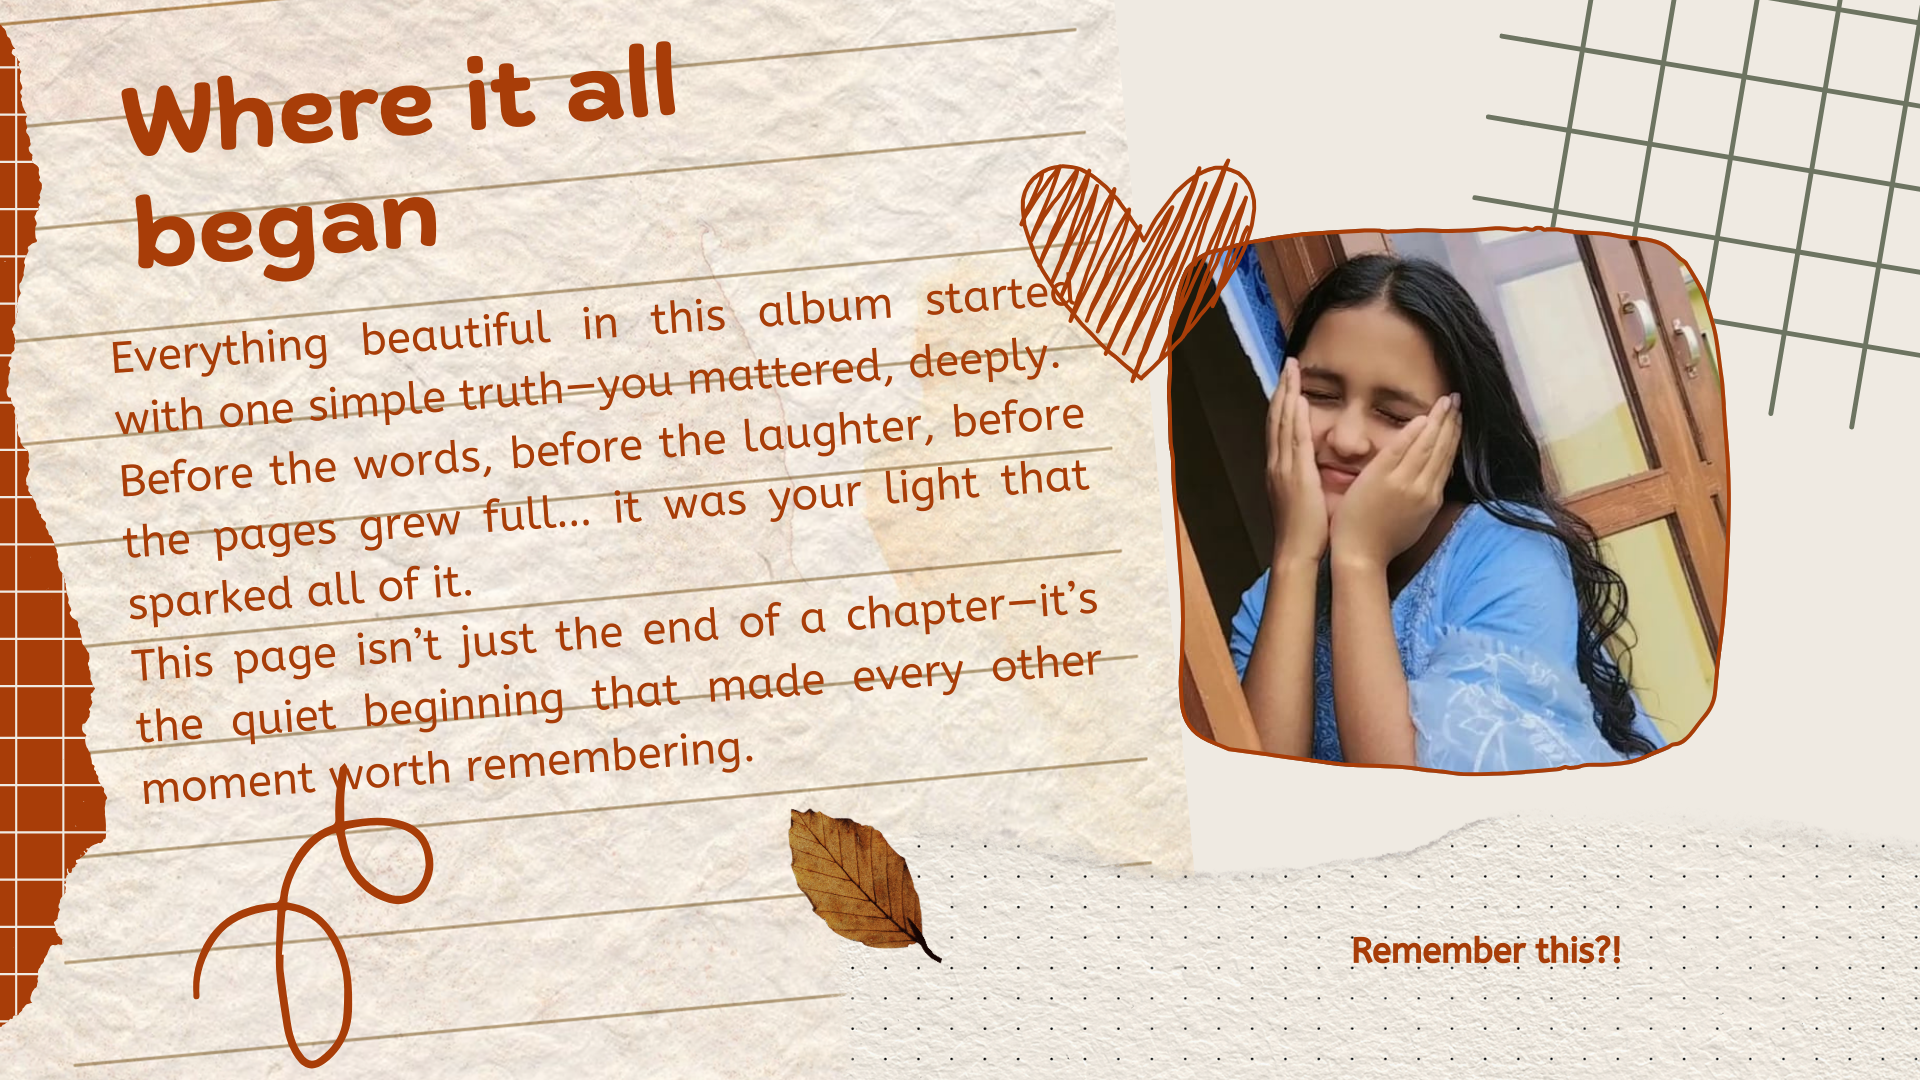 Where it all
began
Everything beautiful in this album started
with one simple truth—you mattered, deeply.
Before the words, before the laughter, before
the pages grew full... it was your light that
sparked all of it.
This page isn’t just the end of a chapter—it’s
the quiet beginning that made every other
moment worth remembering.
Remember this?!